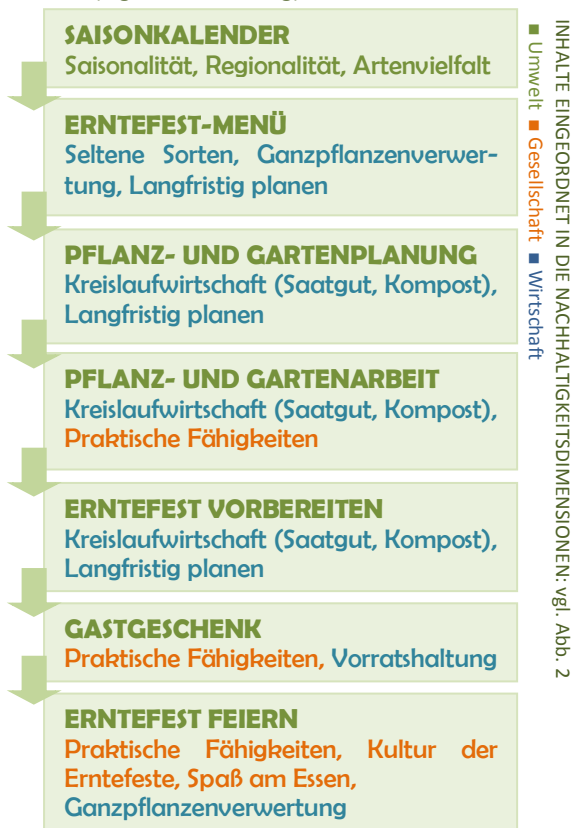 SAISONKALENDER
Saisonalität, Regionalität, Artenvielfalt
ERNTEFEST-MENÜ
Seltene Sorten, Ganzpflanzenverwer-
tung, Langfristig planen
PFLANZ- UND GARTENPLANUNG
Kreislaufwirtschaft (Saatgut, Kompost),
Langfristig planen
PFLANZ- UND GARTENARBEIT
Kreislaufwirtschaft (Saatgut, Kompost),
Praktische Fähigkeiten
ERNTEFEST VORBEREITEN
Kreislaufwirtschaft (Saatgut, Kompost),
Langfristig planen
GASTGESCHENK
Praktische Fähigkeiten, Vorratshaltung
ERNTEFEST FEIERN
Praktische Fähigkeiten, Kultur der
Erntefeste, Spaß am Essen,
Ganzpflanzenverwertung
INHALTE EINGEORDNET IN DIE NACHHALTIGKEITSDIMENSIONEN: vgl. Abb. 2
■ Umwelt ■ Gesellschaft ■ Wirtschaft